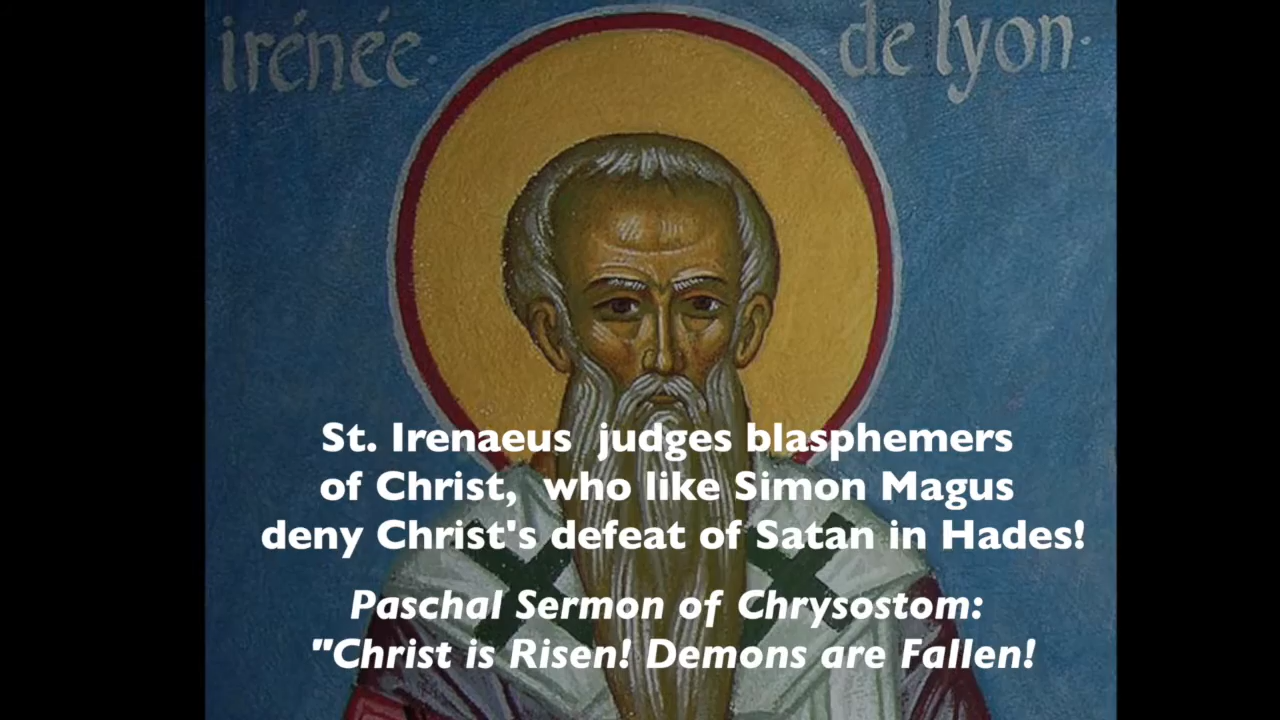 irénée· de lyon·
St. Irenaeus judges blasphemers
of Christ, who like Simon Magus
deny Christ's defeat of Satan in Hades!
Paschal Sermon of Chrysostom:
"Christ is Risen! Demons are Fallen!